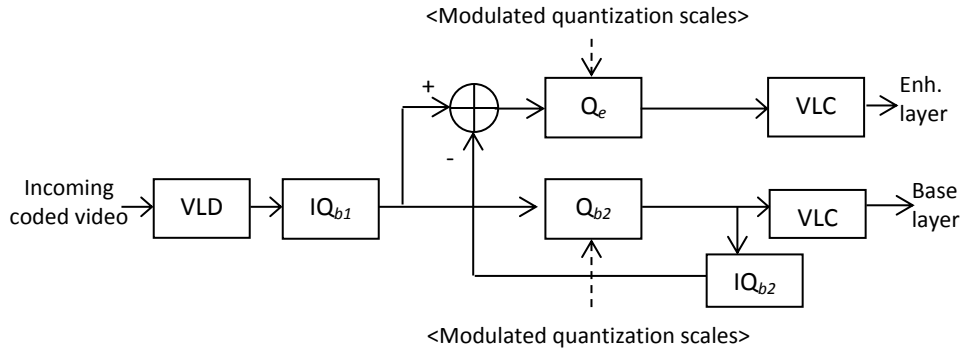 <Modulated quantization scales>
+
Qe
VLC
Enh.
layer
-
Incoming
coded video
VLD
IQb1
Qb2
VLC
Base
layer
IQb2
<Modulated quantization scales>